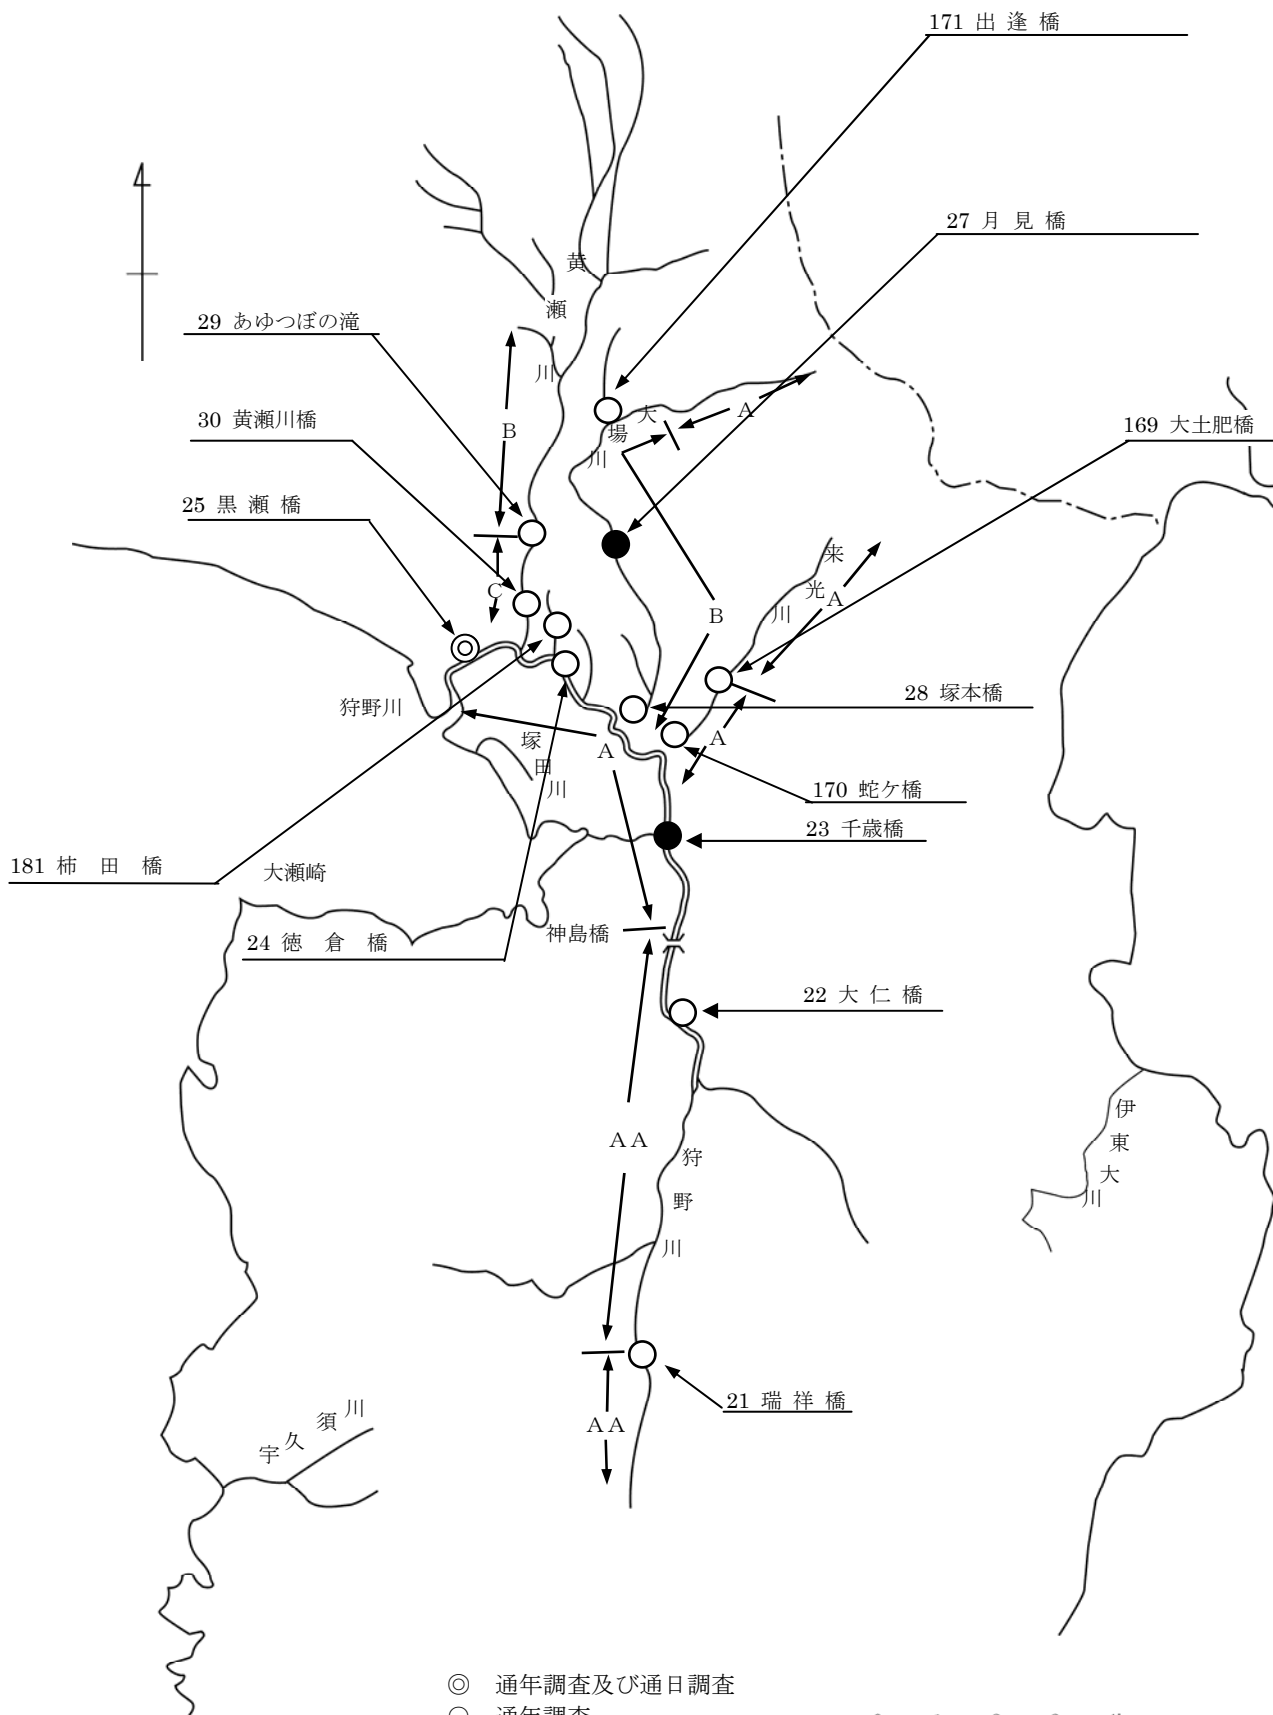 171 出 逢 橋
27 月 見 橋
黄瀬川
29 あゆつぼの滝
B
大場川
A
30 黄瀬川橋
169 大土肥橋
25 黒 瀬 橋
来光川
A
C
B
28 塚本橋
狩野川
A
A
塚田川
170 蛇ケ橋
23 千歳橋
181 柿 田 橋
大瀬崎
神島橋
24 徳 倉 橋
22 大 仁 橋
伊東大川
AA
狩野川
21 瑞 祥 橋
AA
宇久須川
◎ 通年調査及び通日調査
○ 通年調査